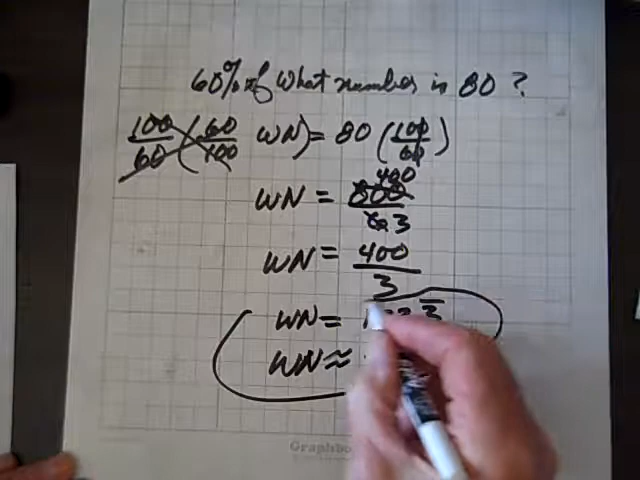 60% of what number is 80 ?
100/60 (60/100 WN) = 80 (100/60)
WN = 800/6 400/3
WN = 400/3
WN = 3
WN ≈
Graphbo